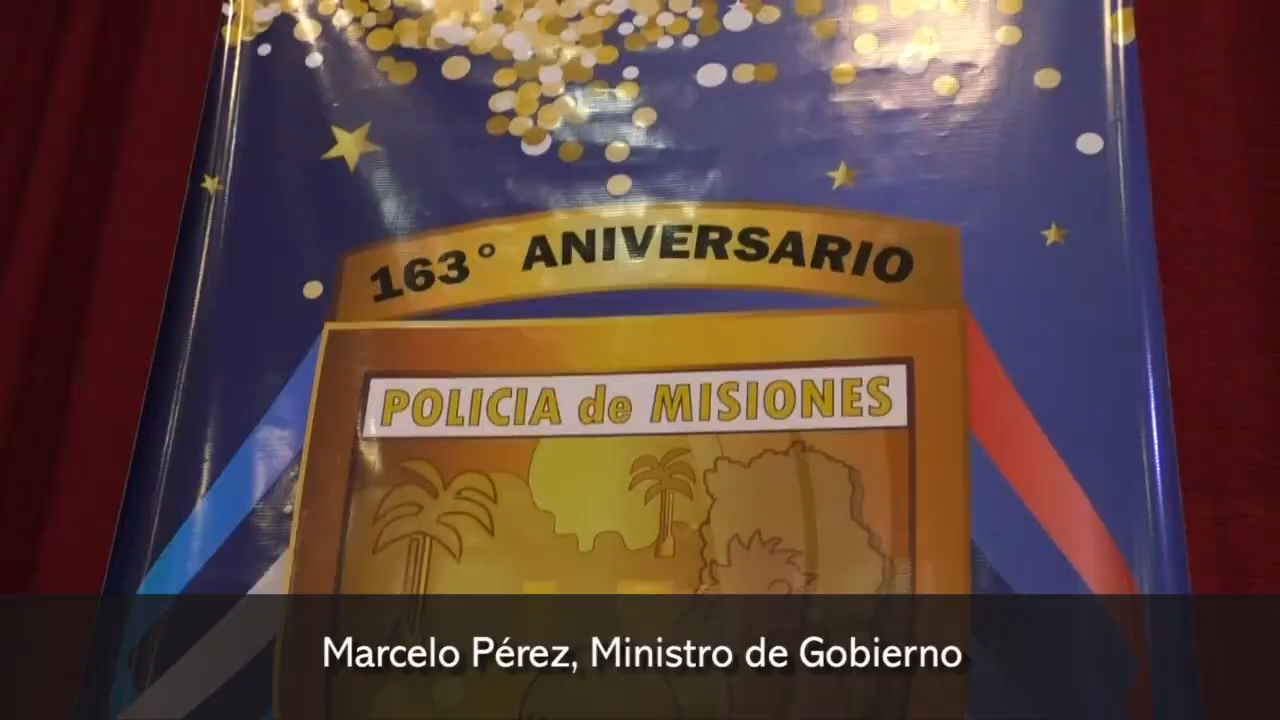 163° ANIVERSARIO
POLICIA de MISIONES
Marcelo Pérez, Ministro de Gobierno